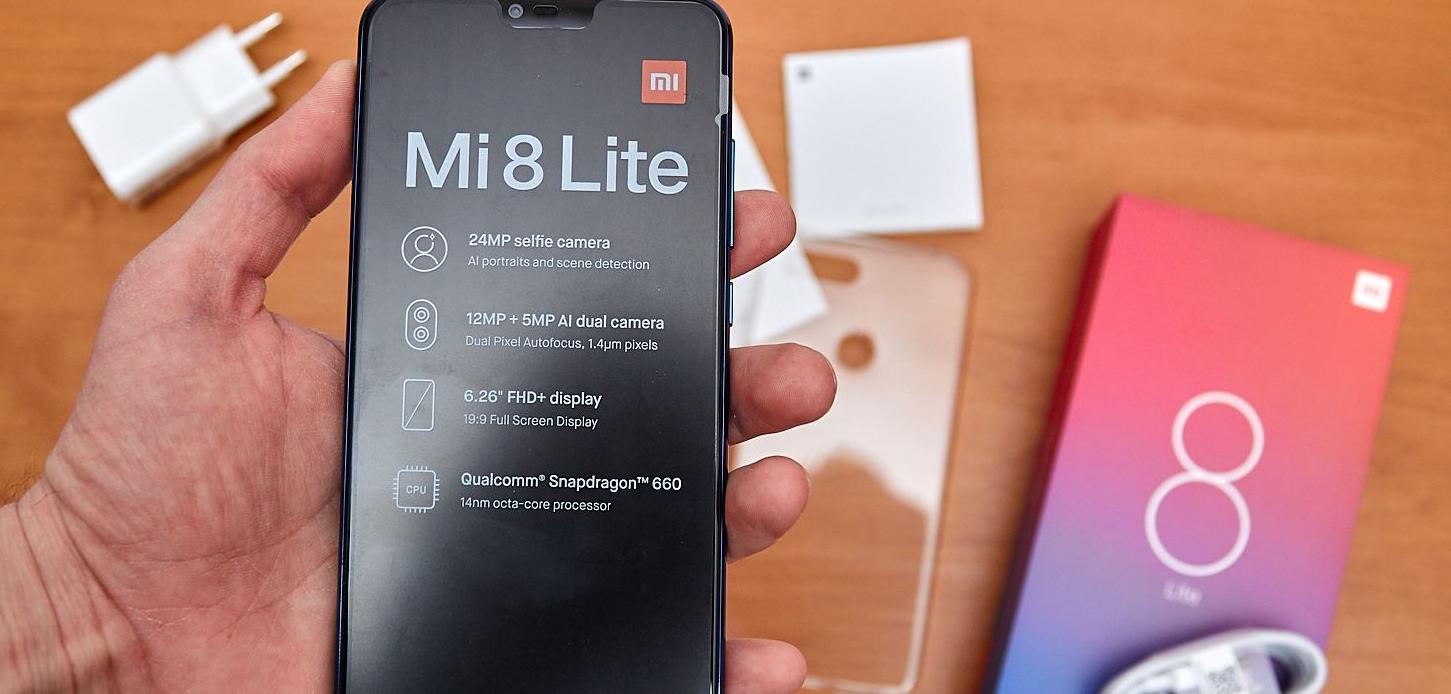 mi
Mi 8 Lite
24MP selfie camera
AI portraits and scene detection
12MP + 5MP AI dual camera
Dual Pixel Autofocus, 1.4µm pixels
6.26" FHD+ display
19:9 Full Screen Display
CPU
Qualcomm® Snapdragon™ 660
14nm octa-core processor
mi
8
Lite